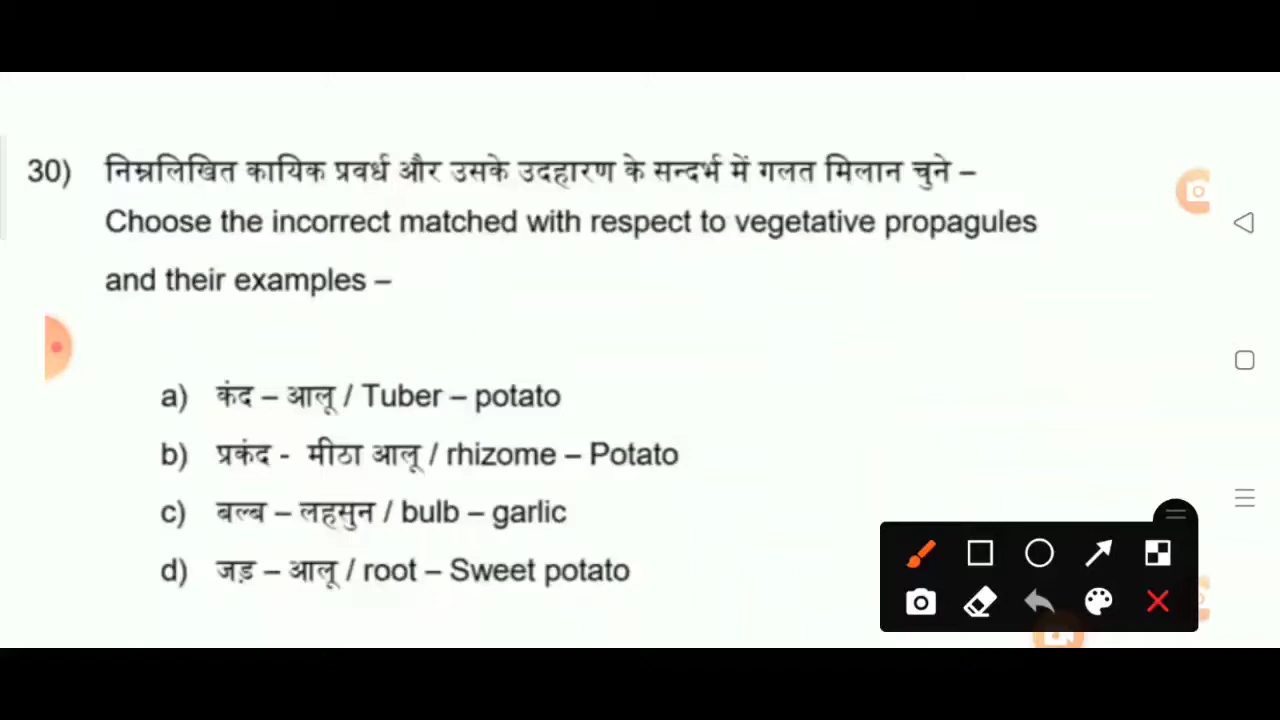 30) निम्नलिखित कायिक प्रवर्ध और उसके उदहारण के सन्दर्भ में गलत मिलान चुने –
Choose the incorrect matched with respect to vegetative propagules
and their examples –
a) कंद – आलू / Tuber – potato
b) प्रकंद - मीठा आलू / rhizome – Potato
c) बल्ब – लहसुन / bulb – garlic
d) जड़ – आलू / root – Sweet potato